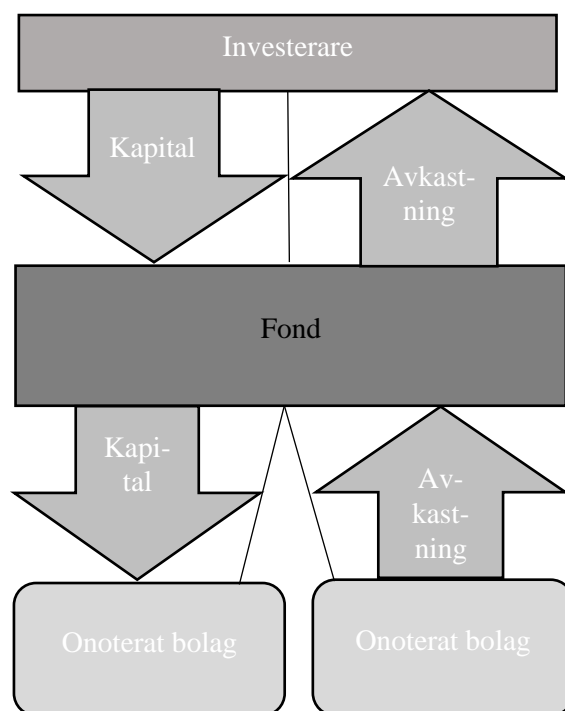 Investerare
Kapital
Avkast-
ning
Fond
Kapi-
tal
Av-
kast-
ning
Onoterat bolag
Onoterat bolag